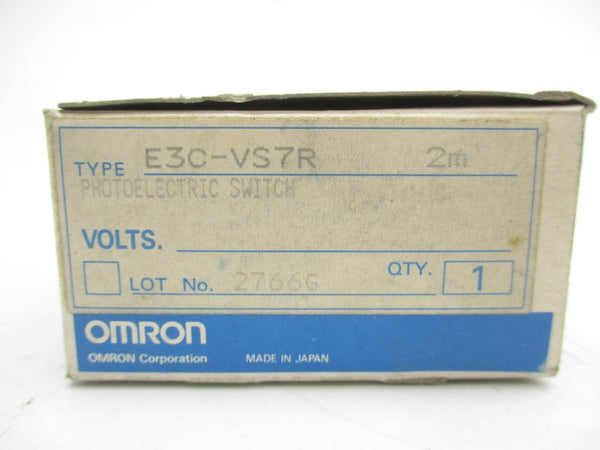 TYPE E3C-VS7R 2m
PHOTOELECTRIC SWITCH
VOLTS.
LOT No. 2766G QTY. 1
OMRON
OMRON Corporation MADE IN JAPAN